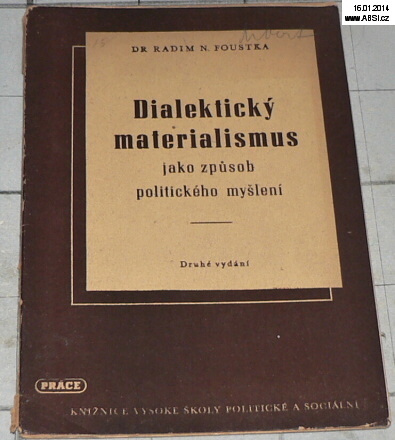 16.01.2014
www.ABSI.cz
DR RADIM N. FOUSTKA
Dialektický
materialismus
jako způsob
politického myšlení
Druhé vydání
PRÁCE
KNIŽNICE VYSOKÉ ŠKOLY POLITICKÉ A SOCIÁLNÍ